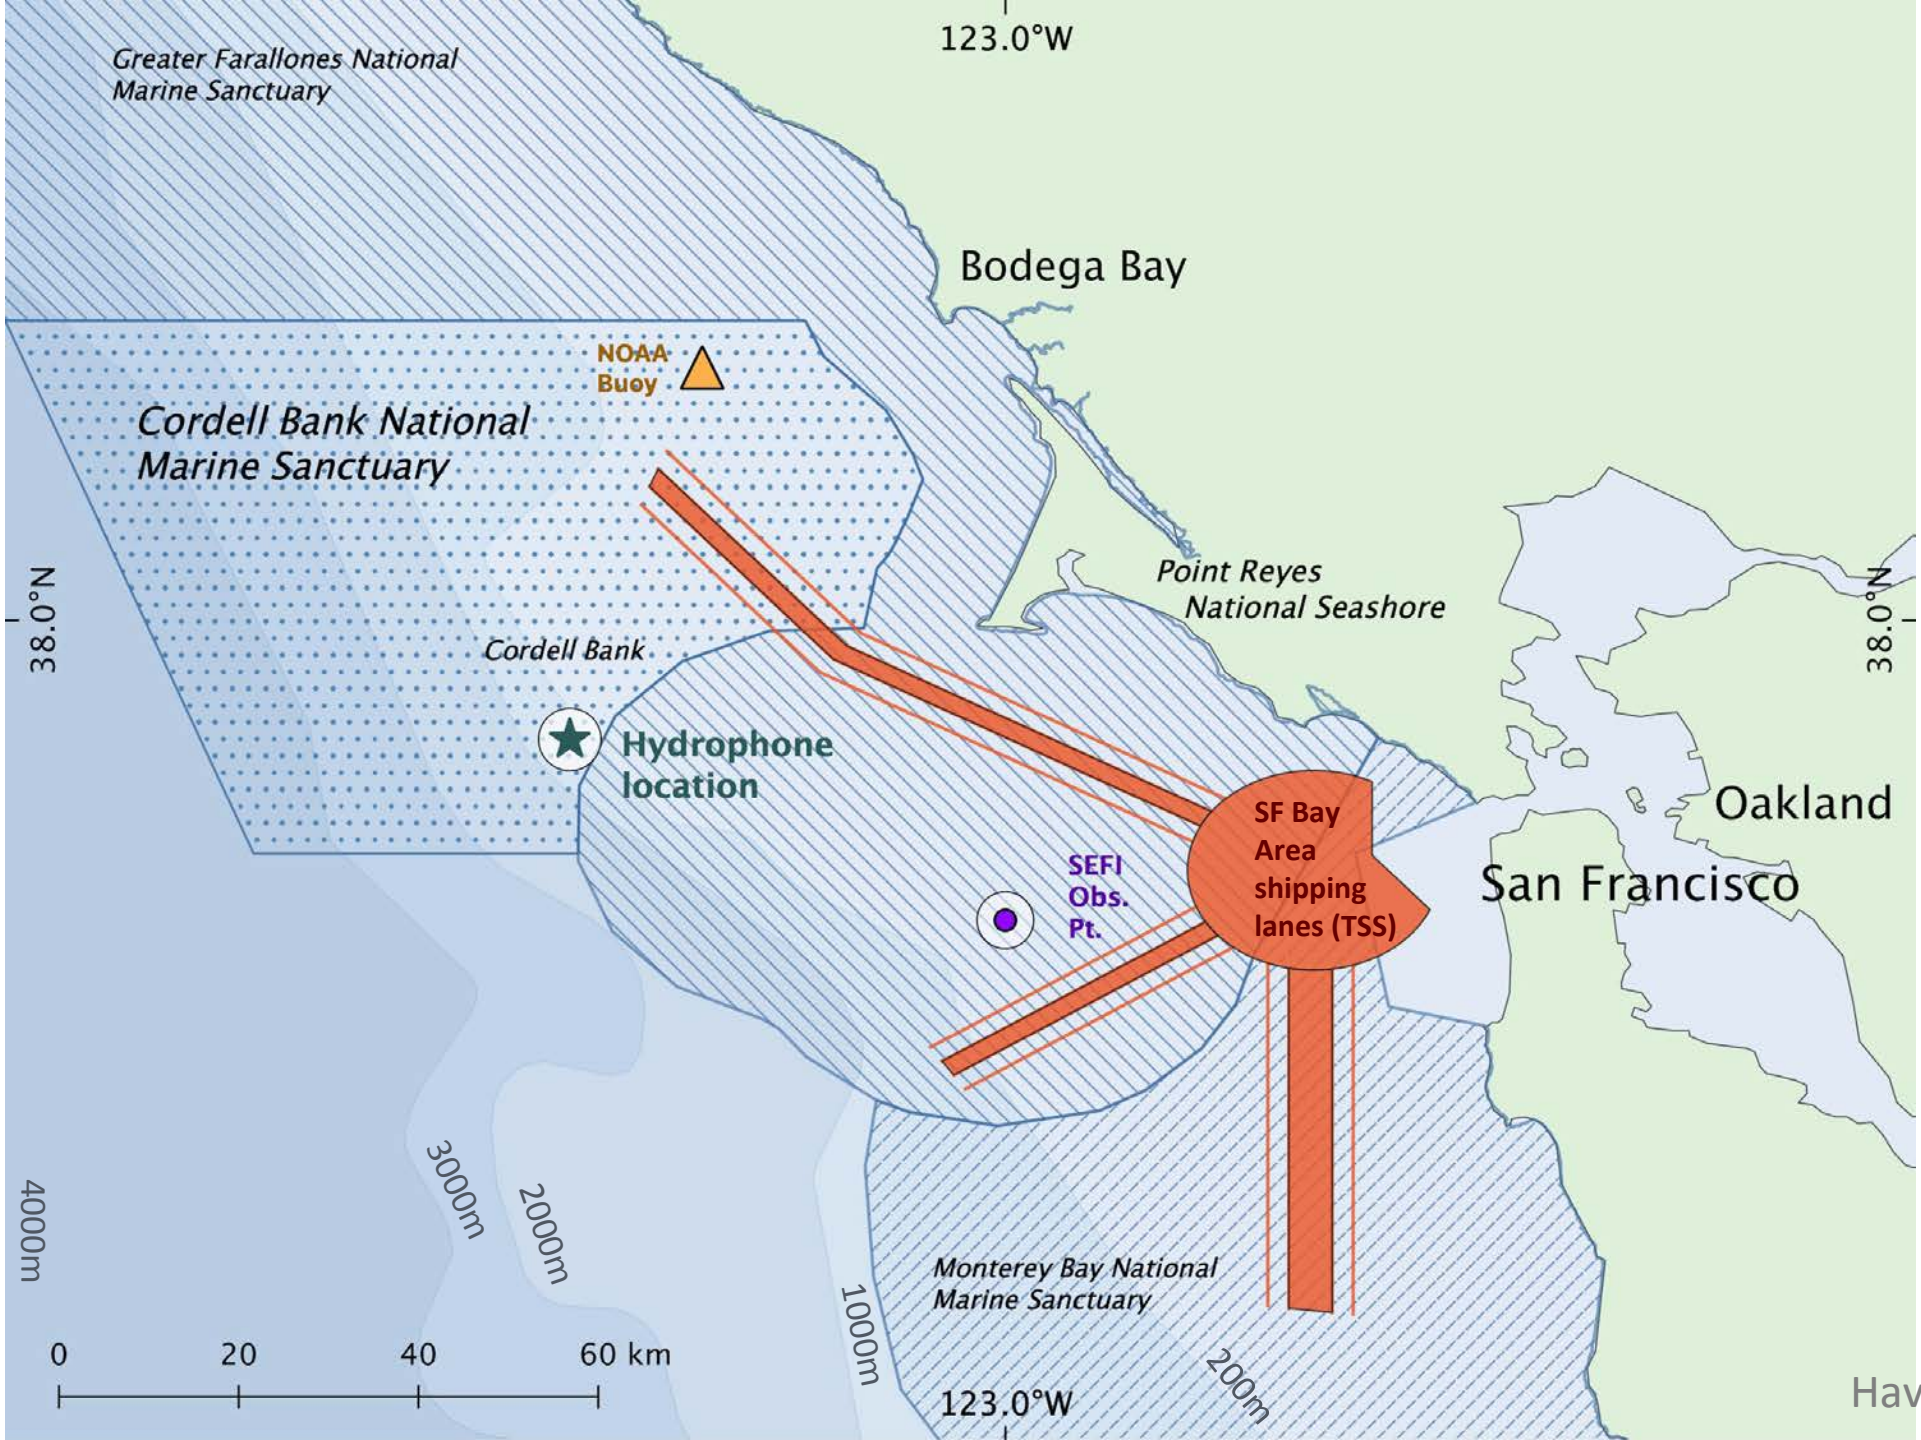 123.0°W
Greater Farallones National
Marine Sanctuary
Bodega Bay
NOAA
Buoy
Cordell Bank National
Marine Sanctuary
38.0°N
Point Reyes
National Seashore
38.0°N
Cordell Bank
Hydrophone
location
Oakland
SF Bay
Area
shipping
lanes (TSS)
San Francisco
SEFI
Obs.
Pt.
4000m
3000m
2000m
1000m
200m
Monterey Bay National
Marine Sanctuary
0 20 40 60 km
123.0°W
Hav